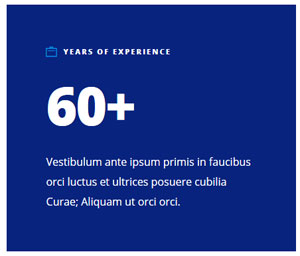 YEARS OF EXPERIENCE
60+
Vestibulum ante ipsum primis in faucibus
orci luctus et ultrices posuere cubilia
Curae; Aliquam ut orci orci.